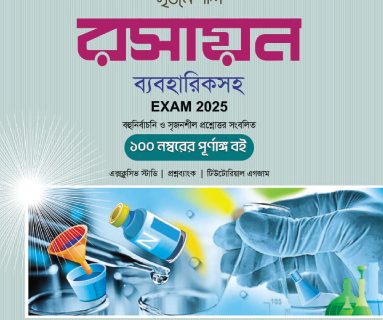 রসায়ন
ব্যবহারিকসহ
EXAM 2025
বহুনির্বাচনি ও সৃজনশীল প্রশ্নোত্তর সংবলিত
১০০ নম্বরের পূর্ণাঙ্গ বই
এক্সক্লুসিভ স্টাডি | প্রশ্নব্যাংক | টিউটোরিয়াল এগজাম
N